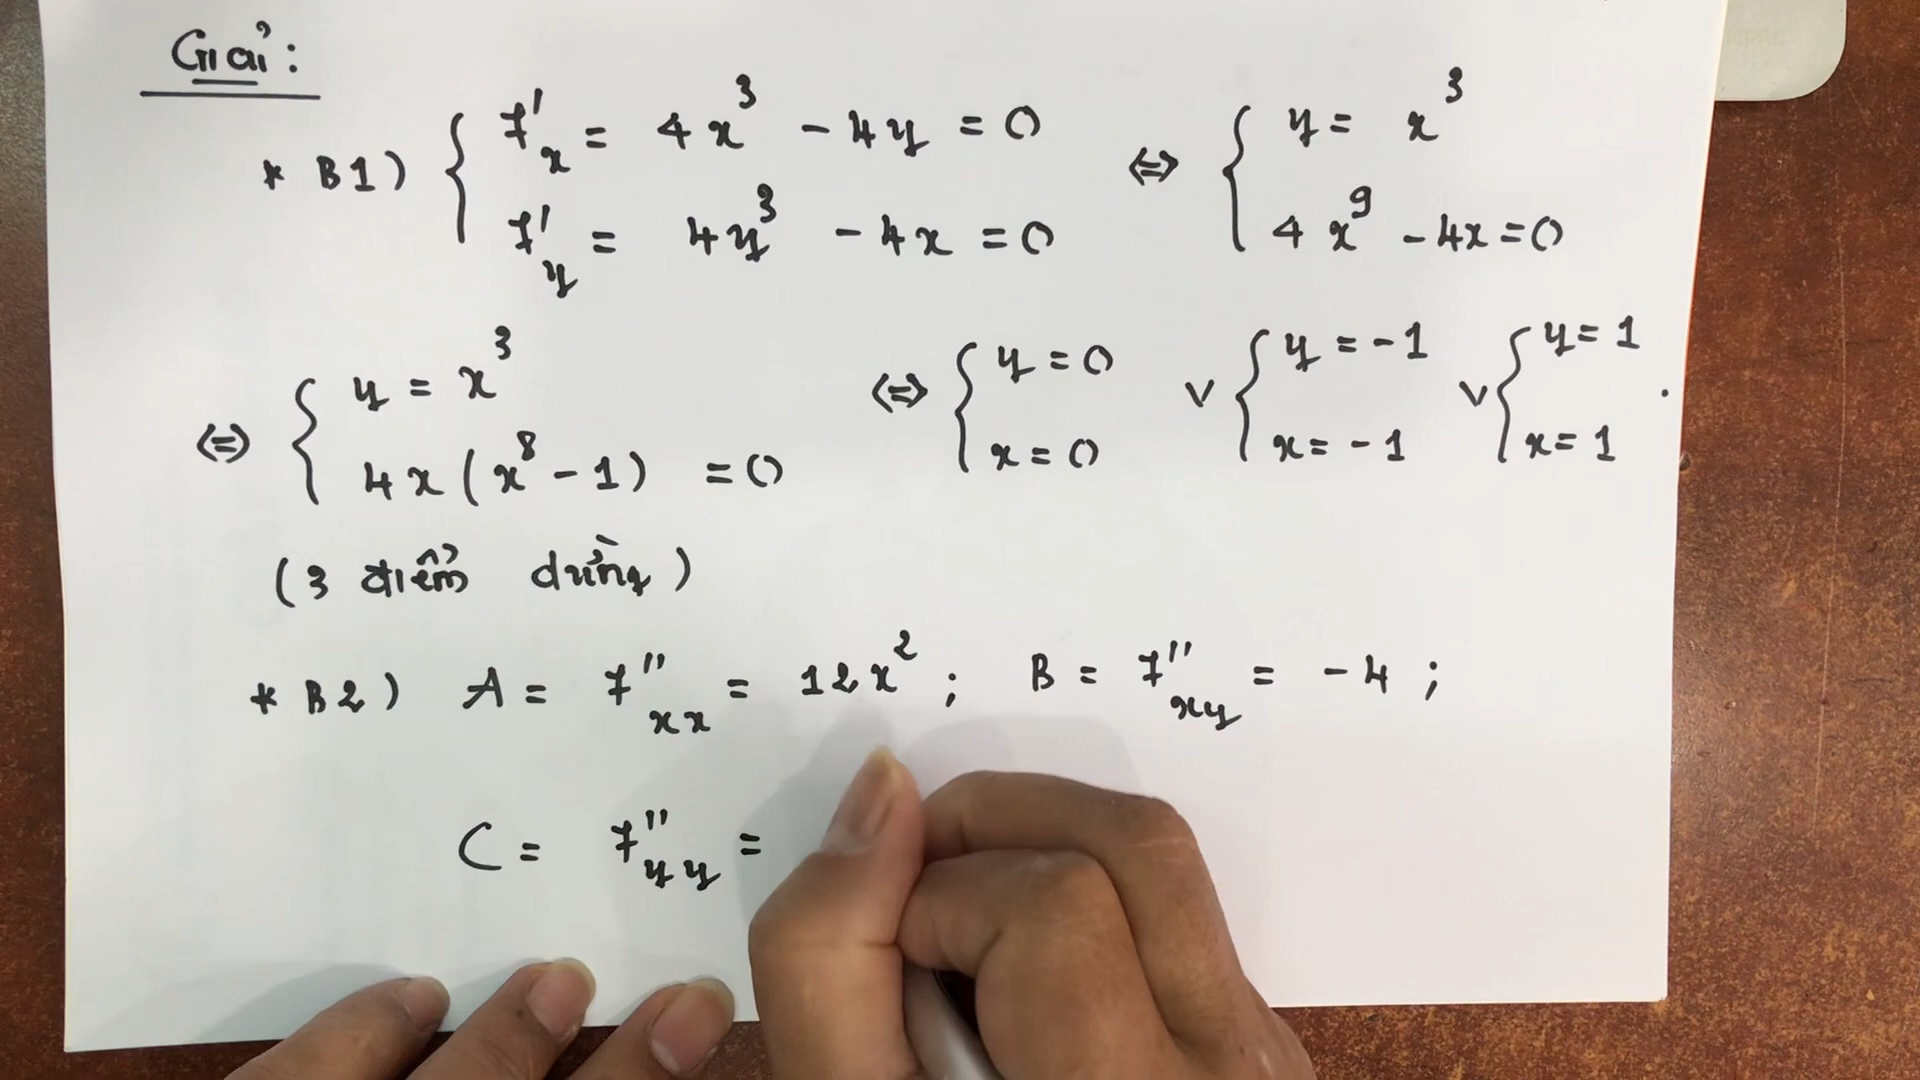 Giải:
* B1) { f'x = 4x³ - 4y = 0 ⇔ { y = x³
f'y = 4y³ - 4x = 0 4x⁹ - 4x = 0
⇔ { y = x³ ⇔ { y = 0 ∨ { y = -1 ∨ { y = 1 .
4x(x⁸ - 1) = 0 x = 0 x = -1 x = 1
(3 điểm dừng)
* B2) A = f''xx = 12x² ; B = f''xy = -4 ;
C = f''yy =